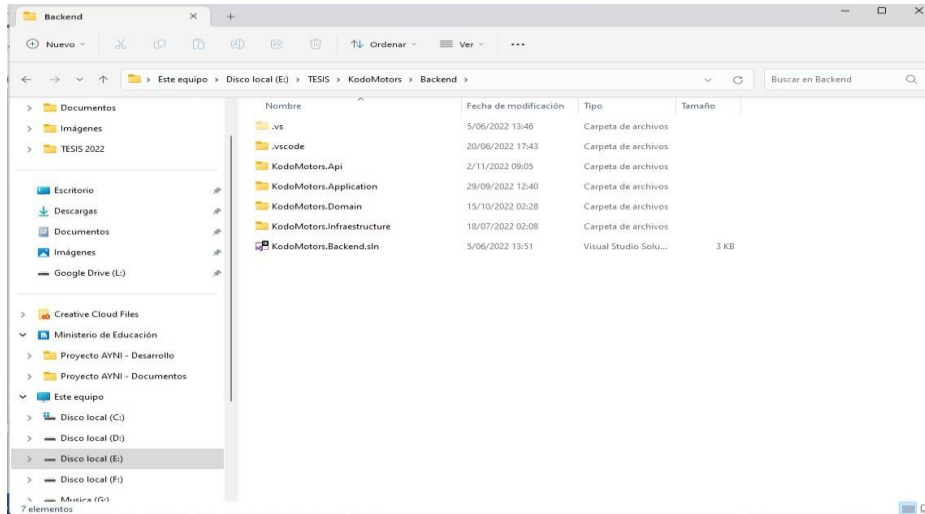 Backend
Nuevo Ordenar Ver
Este equipo > Disco local (E:) > TESIS > KodoMotors > Backend > Buscar en Backend
Documentos
Imágenes
TESIS 2022
Escritorio
Descargas
Documentos
Imágenes
Google Drive (L:)
Creative Cloud Files
Ministerio de Educación
Proyecto AYNI - Desarrollo
Proyecto AYNI - Documentos
Este equipo
Disco local (C:)
Disco local (D:)
Disco local (E:)
Disco local (F:)
Musica (G:)
Nombre Fecha de modificación Tipo Tamaño
.vs 5/06/2022 13:46 Carpeta de archivos
.vscode 20/06/2022 17:43 Carpeta de archivos
KodoMotors.Api 2/11/2022 09:05 Carpeta de archivos
KodoMotors.Application 29/09/2022 12:40 Carpeta de archivos
KodoMotors.Domain 15/10/2022 02:28 Carpeta de archivos
KodoMotors.Infraestructure 18/07/2022 02:08 Carpeta de archivos
KodoMotors.Backend.sln 5/06/2022 13:51 Visual Studio Solu... 3 KB
7 elementos